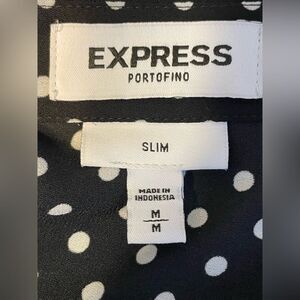 EXPRESS
PORTOFINO
SLIM
MADE IN
INDONESIA
M
M